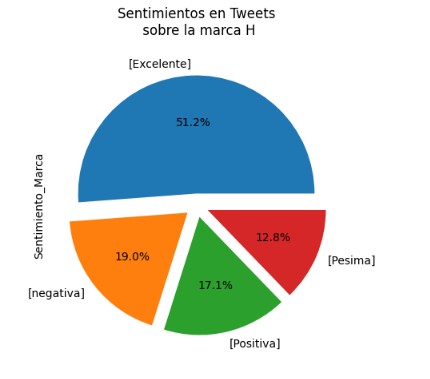 Sentimientos en Tweets
sobre la marca H
[Excelente]
51.2%
Sentimiento_Marca
12.8%
19.0%
[Pesima]
17.1%
[negativa]
[Positiva]